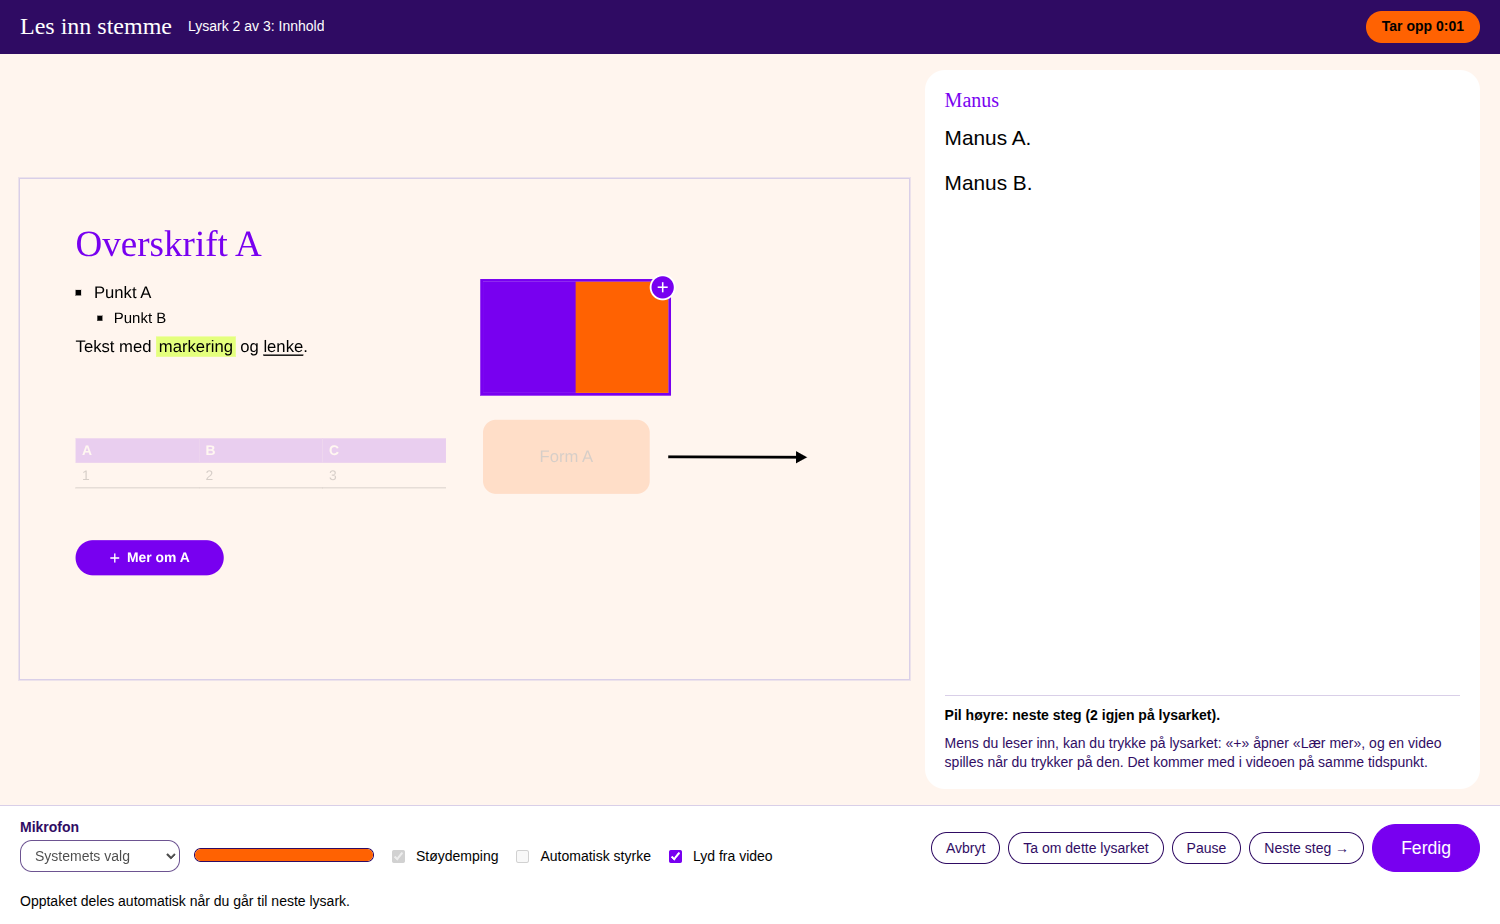 Les inn stemme
Lysark 2 av 3: Innhold
Tar opp 0:01
Overskrift A
Punkt A
Punkt B
Tekst med markering og lenke.
A B C
1 2 3
Form A
+ Mer om A
Manus
Manus A.
Manus B.
Pil høyre: neste steg (2 igjen på lysarket).
Mens du leser inn, kan du trykke på lysarket: «+» åpner «Lær mer», og en video
spilles når du trykker på den. Det kommer med i videoen på samme tidspunkt.
Mikrofon
Systemets valg
Støydemping
Automatisk styrke
Lyd fra video
Avbryt
Ta om dette lysarket
Pause
Neste steg →
Ferdig
Opptaket deles automatisk når du går til neste lysark.